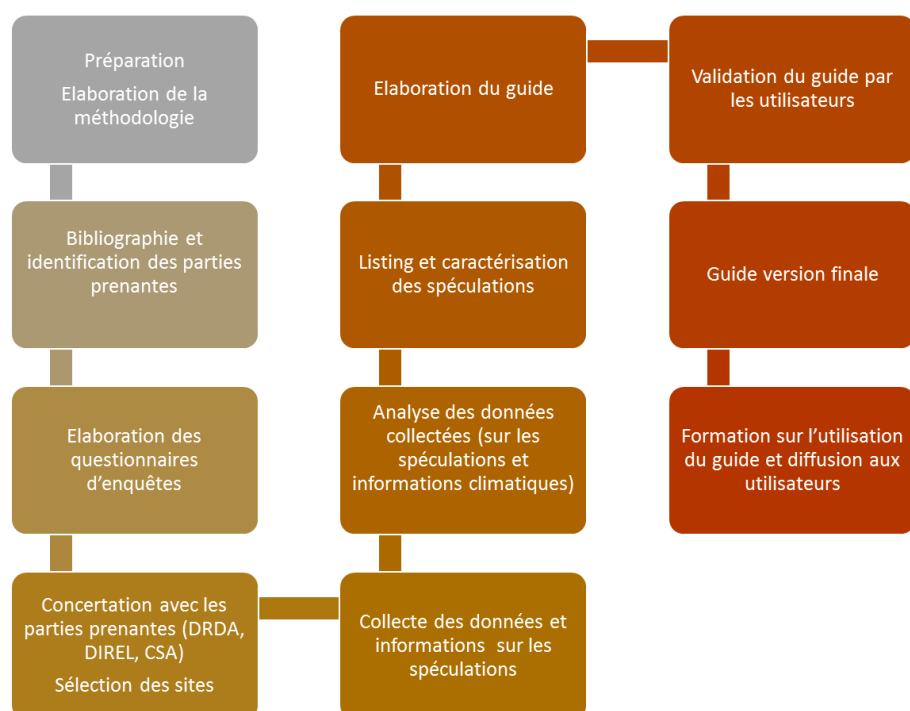 Préparation
Elaboration de la
méthodologie
Bibliographie et
identification des parties
prenantes
Elaboration des
questionnaires
d’enquêtes
Concertation avec les
parties prenantes (DRDA,
DIREL, CSA)
Sélection des sites
Collecte des données et
informations sur les
spéculations
Analyse des données
collectées (sur les
spéculations et
informations climatiques)
Listing et caractérisation
des spéculations
Elaboration du guide
Validation du guide par
les utilisateurs
Guide version finale
Formation sur l’utilisation
du guide et diffusion aux
utilisateurs